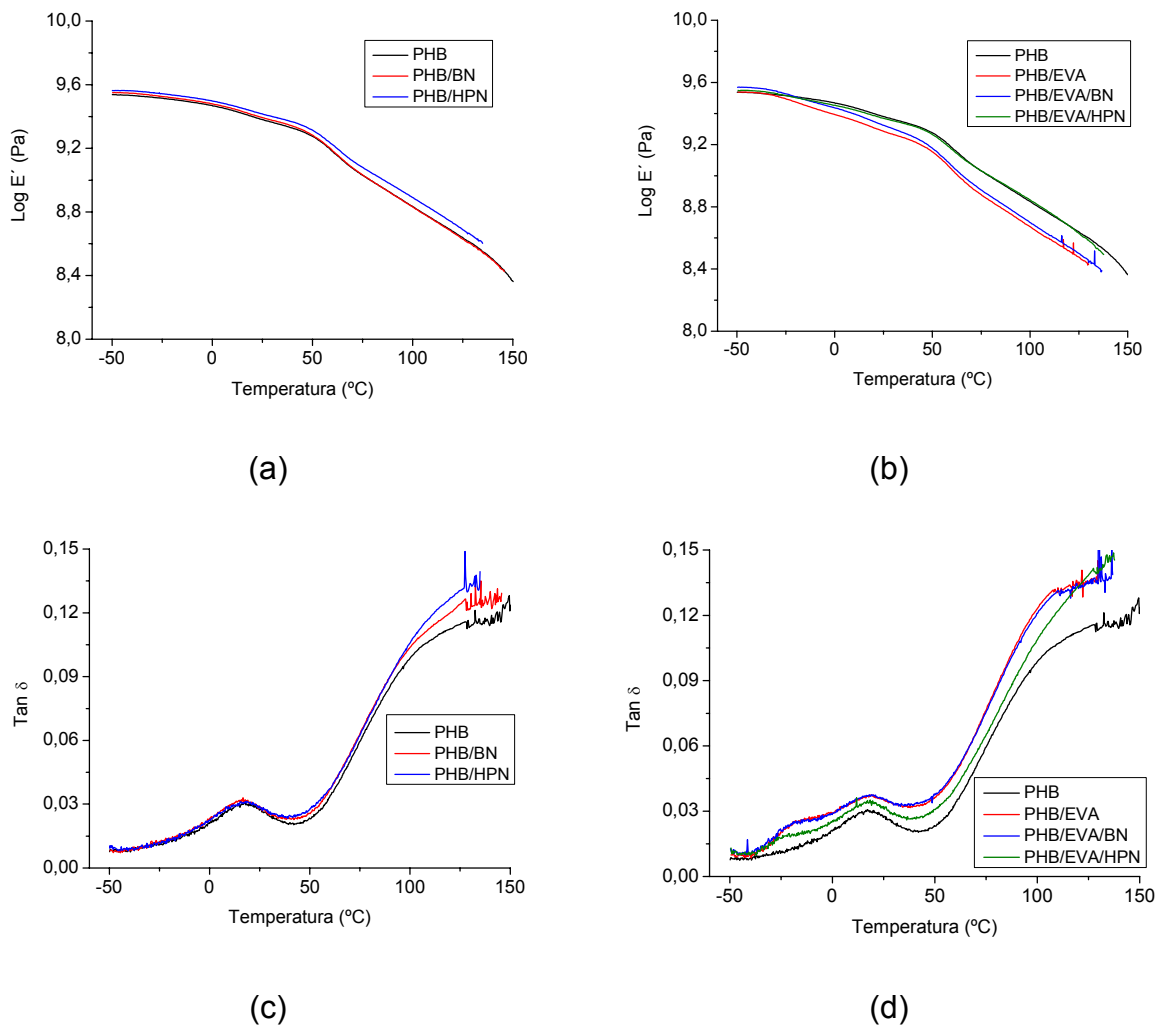 10,0
9,6
9,2
8,8
8,4
8,0
Log E´ (Pa)
PHB
PHB/BN
PHB/HPN
-50
0
50
100
150
Temperatura (ºC)
(a)
10,0
9,6
9,2
8,8
8,4
8,0
Log E´ (Pa)
PHB
PHB/EVA
PHB/EVA/BN
PHB/EVA/HPN
-50
0
50
100
150
Temperatura (ºC)
(b)
0,15
0,12
0,09
0,06
0,03
0,00
Tan δ
PHB
PHB/BN
PHB/HPN
-50
0
50
100
150
Temperatura (ºC)
(c)
0,15
0,12
0,09
0,06
0,03
0,00
Tan δ
PHB
PHB/EVA
PHB/EVA/BN
PHB/EVA/HPN
-50
0
50
100
150
Temperatura (ºC)
(d)